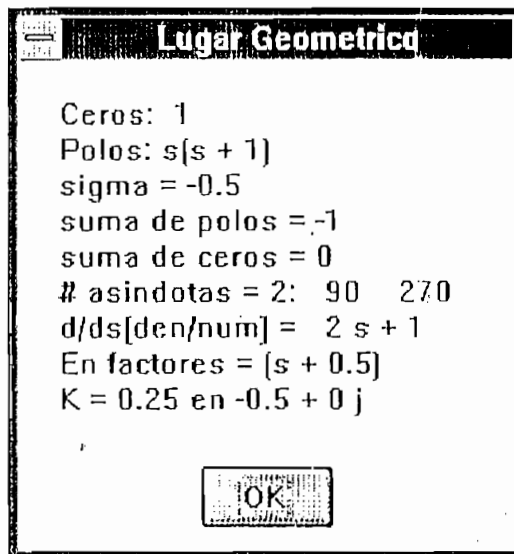 Lugar Geometrico
Ceros: 1
Polos: s(s + 1)
sigma = -0.5
suma de polos = -1
suma de ceros = 0
# asindotas = 2: 90 270
d/ds[den/num] = 2 s + 1
En factores = (s + 0.5)
K = 0.25 en -0.5 + 0 j
OK